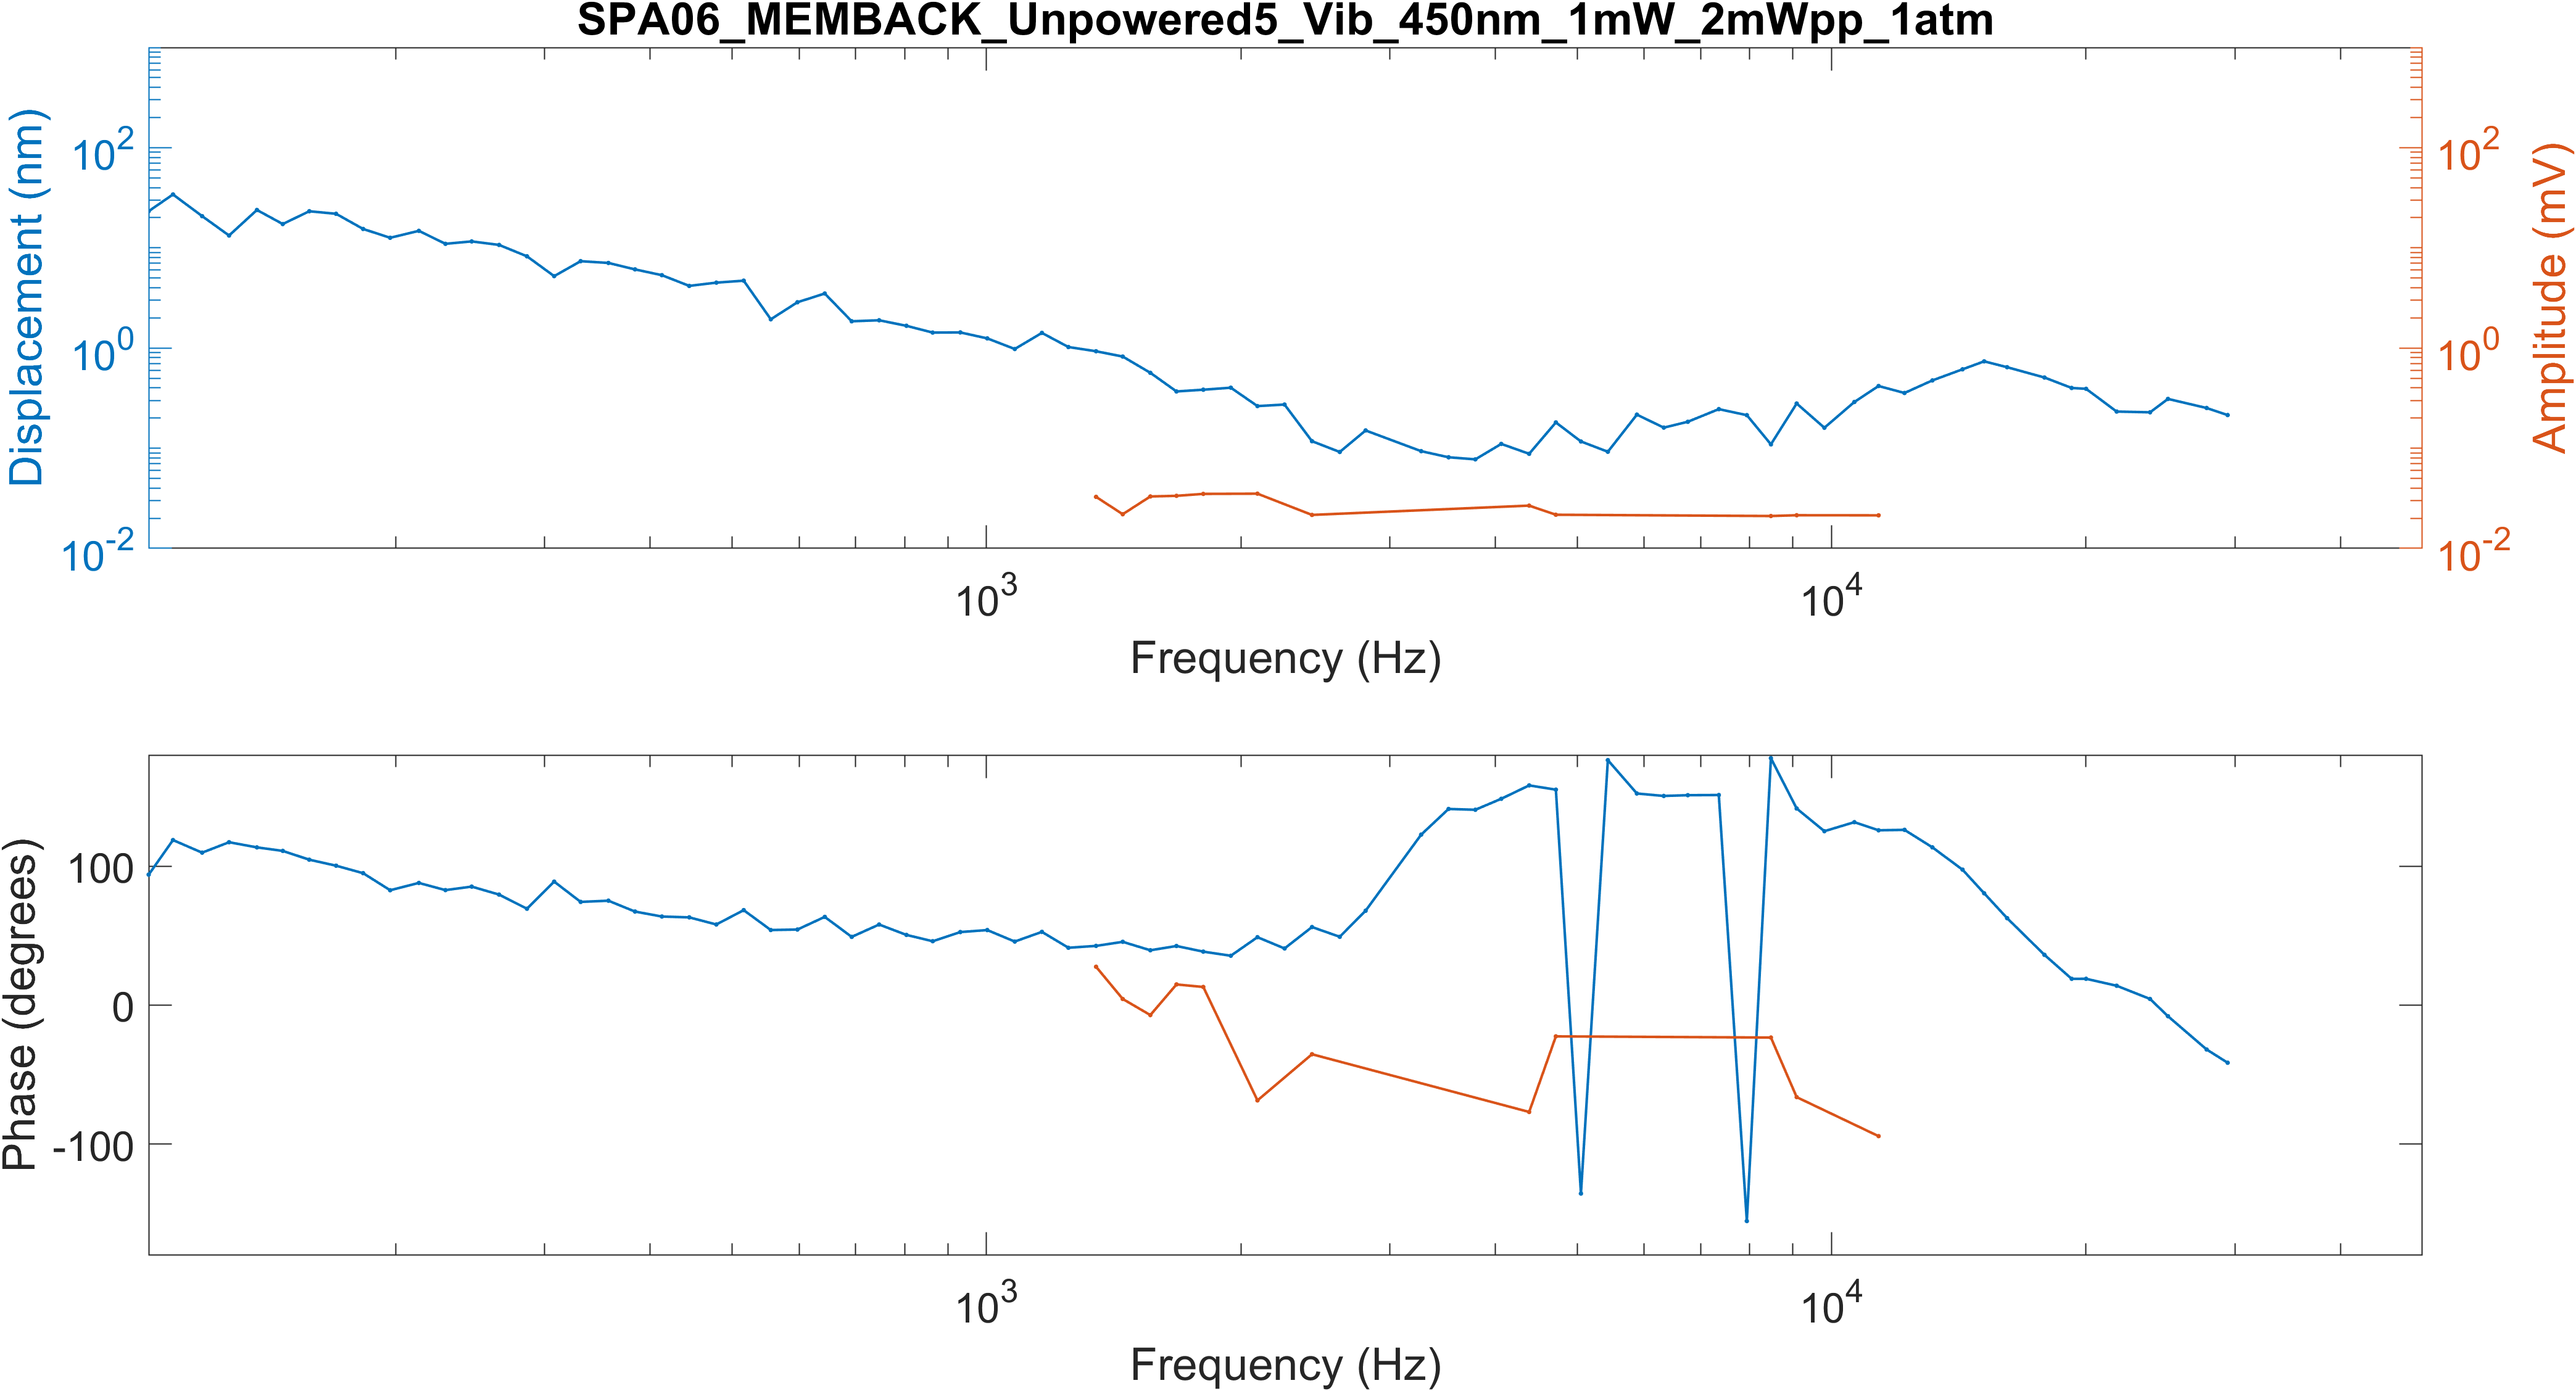 SPA06_MEMBACK_Unpowered5_Vib_450nm_1mW_2mWpp_1atm
Displacement (nm)
10^2
10^0
10^-2
10^2
10^0
10^-2
Amplitude (mV)
10^3
10^4
Frequency (Hz)
Phase (degrees)
100
0
-100
10^3
10^4
Frequency (Hz)